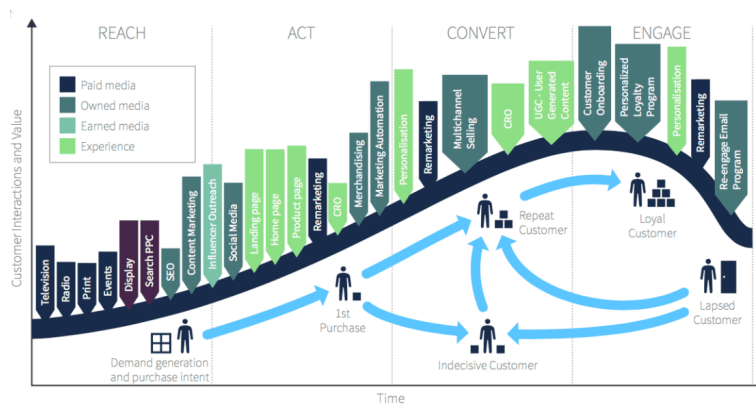 REACH
ACT
CONVERT
ENGAGE
Paid media
Owned media
Earned media
Experience
Customer Interactions and Value
Television
Radio
Print
Events
Display
Search PPC
SEO
Content Marketing
Influencer Outreach
Social Media
Landing page
Home page
Product page
Remarketing
CRO
Merchandising
Marketing Automation
Personalisation
Remarketing
Multichannel
Selling
CRO
UGC - User
Generated
Content
Customer
Onboarding
Personalized
Loyalty
Program
Personalisation
Remarketing
Re-engage Email
Program
Demand generation
and purchase intent
1st
Purchase
Repeat
Customer
Indecisive Customer
Loyal
Customer
Lapsed
Customer
Time